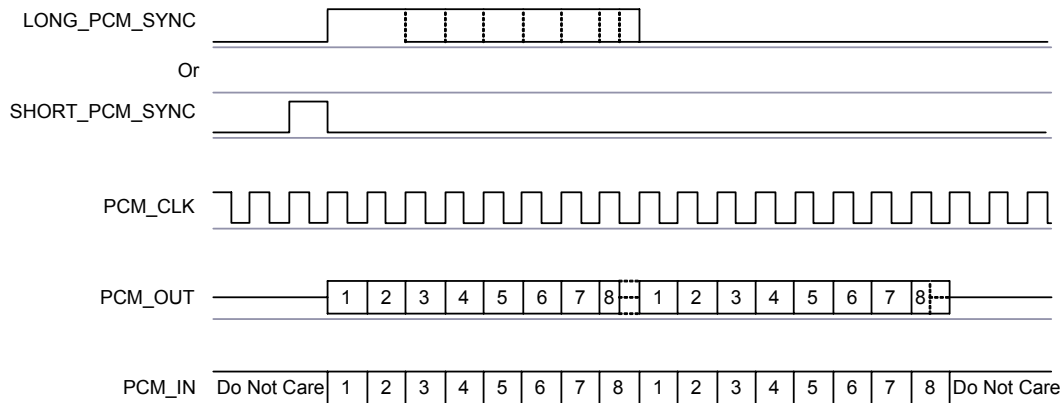 LONG_PCM_SYNC
Or
SHORT_PCM_SYNC
PCM_CLK
PCM_OUT 1 2 3 4 5 6 7 8 1 2 3 4 5 6 7 8
PCM_IN Do Not Care 1 2 3 4 5 6 7 8 1 2 3 4 5 6 7 8 Do Not Care